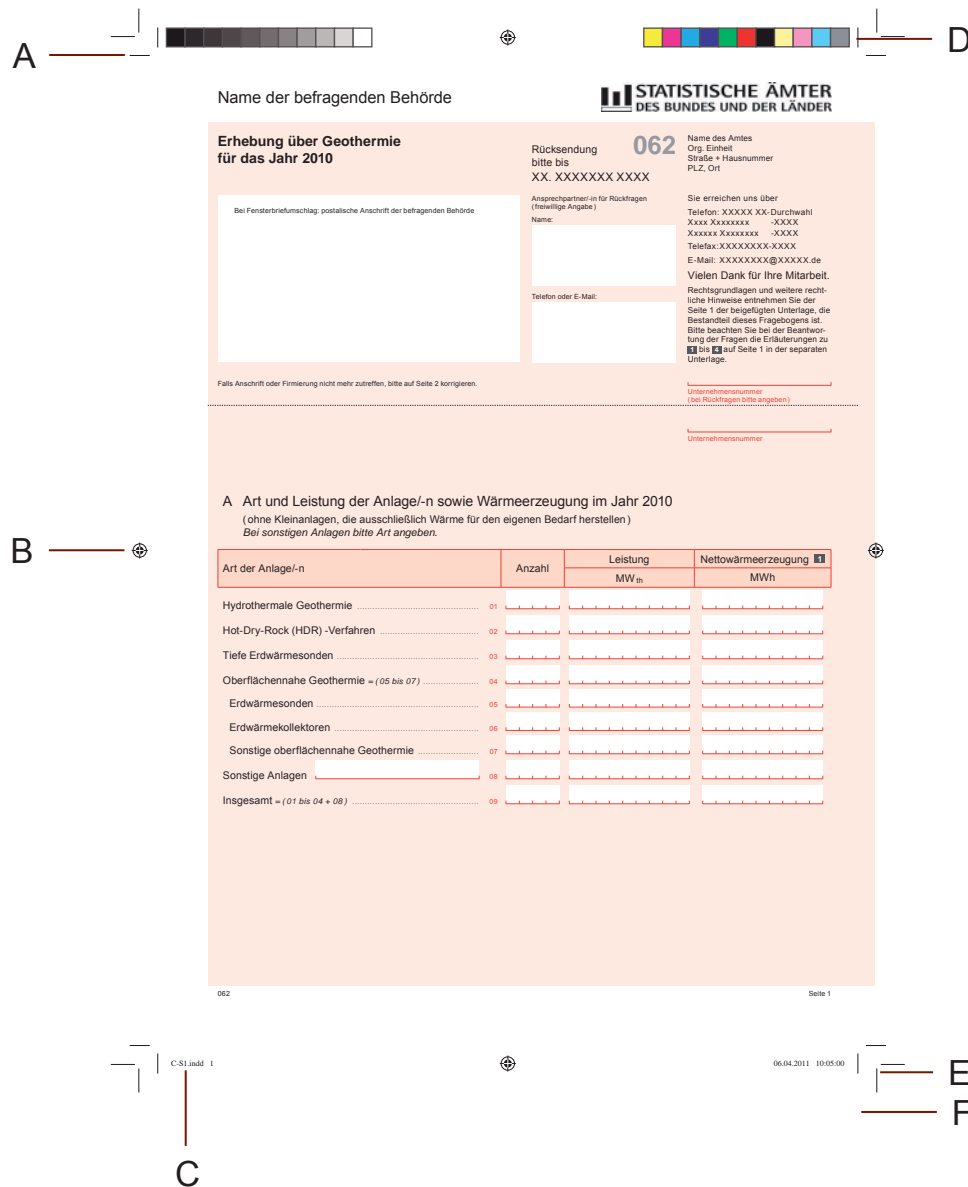 A
D
Name der befragenden Behörde
STATISTISCHE ÄMTER
DES BUNDES UND DER LÄNDER
Erhebung über Geothermie
für das Jahr 2010
Rücksendung
bitte bis
XX. XXXXXXX XXXX
062
Name des Amtes
Org. Einheit
Straße + Hausnummer
PLZ, Ort
Bei Fensterbriefumschlag: postalische Anschrift der befragenden Behörde
Ansprechpartner/-in für Rückfragen
(freiwillige Angabe)
Name:
Telefon oder E-Mail:
Sie erreichen uns über
Telefon: XXXXX XX-Durchwahl
Xxxx Xxxxxxxx -XXXX
Xxxxxx Xxxxxxxx -XXXX
Telefax:XXXXXXXX-XXXX
E-Mail: XXXXXXXX@XXXXX.de
Vielen Dank für Ihre Mitarbeit.
Rechtsgrundlagen und weitere recht-
liche Hinweise entnehmen Sie der
Seite 1 der beigefügten Unterlage, die
Bestandteil dieses Fragebogens ist.
Bitte beachten Sie bei der Beantwor-
tung der Fragen die Erläuterungen zu
1 bis 4 auf Seite 1 in der separaten
Unterlage.
Falls Anschrift oder Firmierung nicht mehr zutreffen, bitte auf Seite 2 korrigieren.
Unternehmensnummer
(bei Rückfragen bitte angeben)
Unternehmensnummer
A Art und Leistung der Anlage/-n sowie Wärmeerzeugung im Jahr 2010
(ohne Kleinanlagen, die ausschließlich Wärme für den eigenen Bedarf herstellen)
Bei sonstigen Anlagen bitte Art angeben.
B
Art der Anlage/-n Anzahl Leistung Nettowärmeerzeugung 1
MW th MWh
Hydrothermale Geothermie 01
Hot-Dry-Rock (HDR) -Verfahren 02
Tiefe Erdwärmesonden 03
Oberflächennahe Geothermie = (05 bis 07) 04
Erdwärmesonden 05
Erdwärmekollektoren 06
Sonstige oberflächennahe Geothermie 07
Sonstige Anlagen 08
Insgesamt = (01 bis 04 + 08) 09
062 Seite 1
C-S1.indd 1 06.04.2011 10:05:00
E
F
C